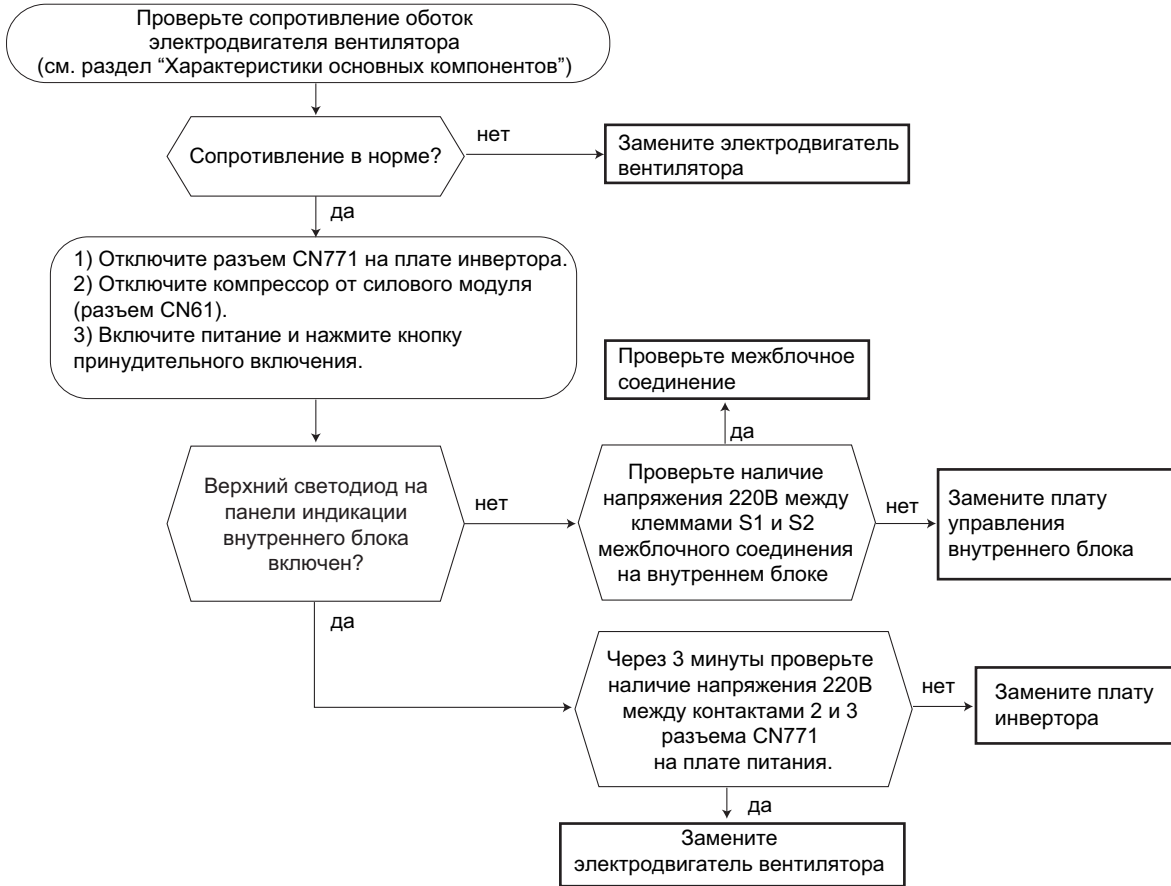 Проверьте сопротивление оботок
электродвигателя вентилятора
(см. раздел “Характеристики основных компонентов”)
Сопротивление в норме?
нет
Замените электродвигатель
вентилятора
да
1) Отключите разъем CN771 на плате инвертора.
2) Отключите компрессор от силового модуля
(разъем CN61).
3) Включите питание и нажмите кнопку
принудительного включения.
Проверьте межблочное
соединение
да
Верхний светодиод на
панели индикации
внутреннего блока
включен?
нет
Проверьте наличие
напряжения 220В между
клеммами S1 и S2
межблочного соединения
на внутреннем блоке
нет
Замените плату
управления
внутреннего блока
да
Через 3 минуты проверьте
наличие напряжения 220В
между контактами 2 и 3
разъема CN771
на плате питания.
нет
Замените плату
инвертора
да
Замените
электродвигатель вентилятора